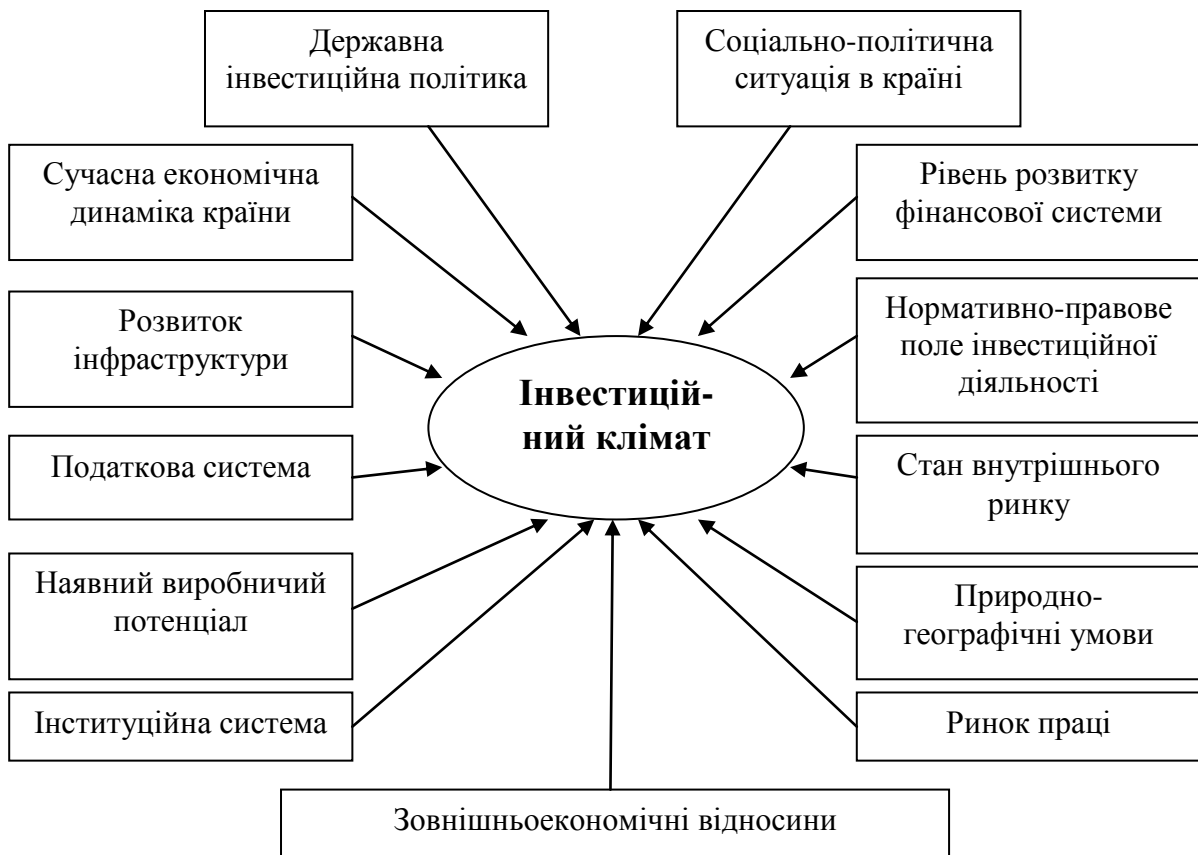 Державна
інвестиційна політика
Соціально-політична
ситуація в країні
Сучасна економічна
динаміка країни
Рівень розвитку
фінансової системи
Розвиток
інфраструктури
Нормативно-правове
поле інвестиційної
діяльності
Інвестицій-
ний клімат
Податкова система
Стан внутрішнього
ринку
Наявний виробничий
потенціал
Природно-
географічні умови
Інституційна система
Ринок праці
Зовнішньоекономічні відносини